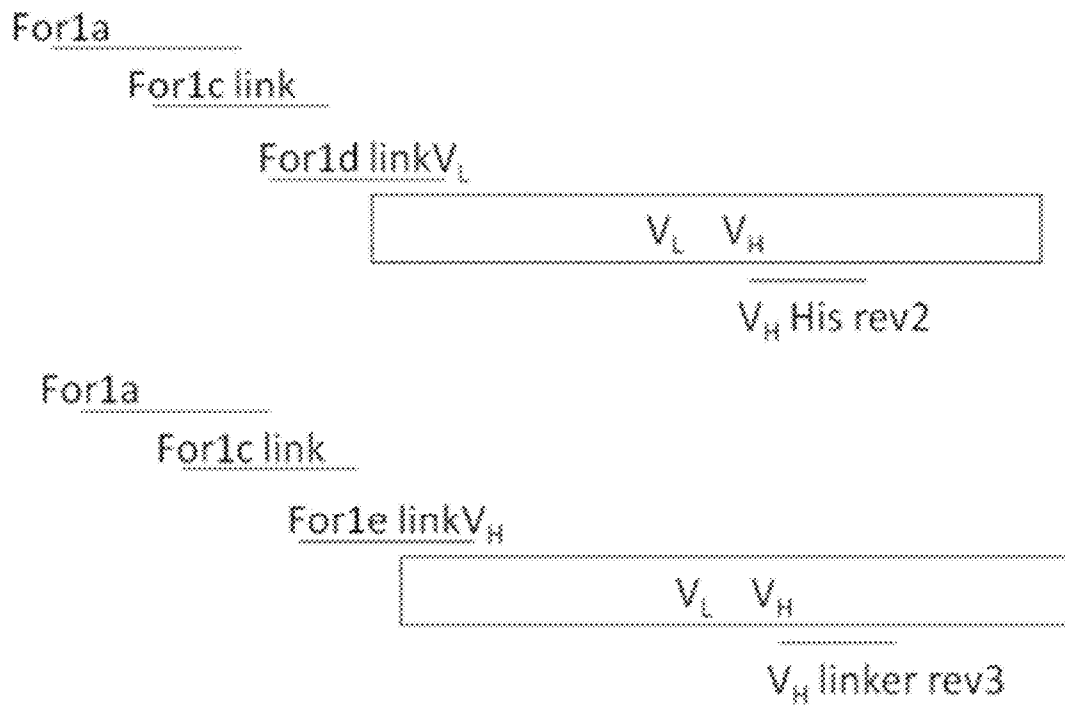 For1a
For1c link
For1d linkV_L
V_L V_H
V_H His rev2
For1a
For1c link
For1e linkV_H
V_L V_H
V_H linker rev3